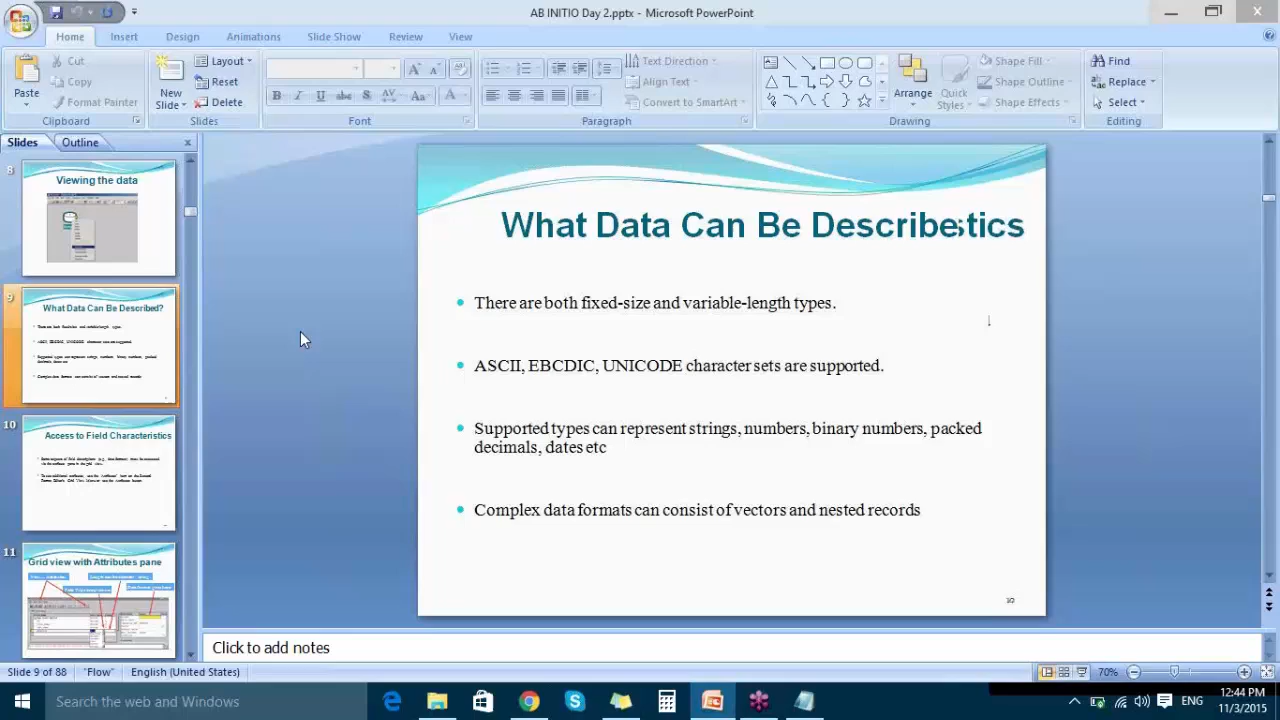 AB INITIO Day 2.pptx - Microsoft PowerPoint
Home Insert Design Animations Slide Show Review View
Cut
Copy
Format Painter
Paste
Clipboard
New
Slide
Layout
Reset
Delete
Slides
Font
Text Direction
Align Text
Convert to SmartArt
Paragraph
Arrange
Quick
Styles
Shape Fill
Shape Outline
Shape Effects
Drawing
Find
Replace
Select
Editing
Slides Outline
8
Viewing the data
9
What Data Can Be Described?
10
Access to Field Characteristics
11
Grid view with Attributes pane
What Data Can Be Describestics
There are both fixed-size and variable-length types.
ASCII, EBCDIC, UNICODE character sets are supported.
Supported types can represent strings, numbers, binary numbers, packed
decimals, dates etc
Complex data formats can consist of vectors and nested records
Click to add notes
Slide 9 of 88 "Flow" English (United States) 70%
Search the web and Windows
ENG
12:44 PM
11/3/2015